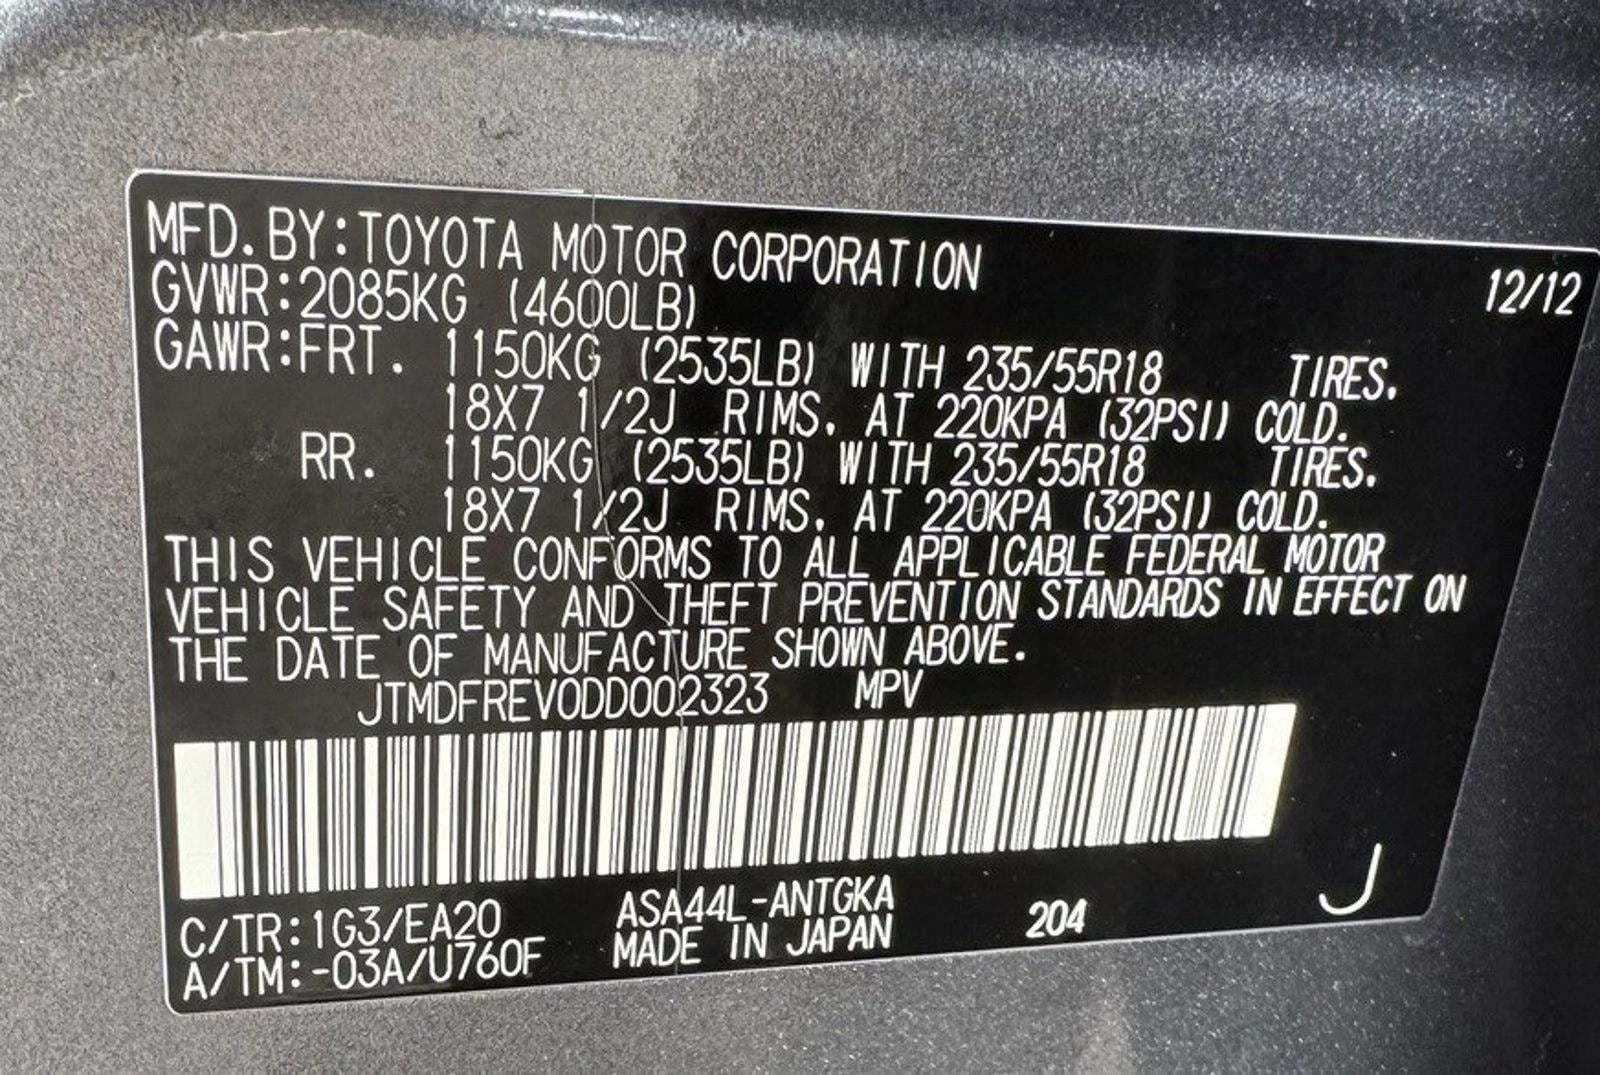 MFD. BY: TOYOTA MOTOR CORPORATION 12/12
GVWR: 2085KG (4600LB)
GAWR: FRT. 1150KG (2535LB) WITH 235/55R18 TIRES.
18X7 1/2J RIMS. AT 220KPA (32PSI) COLD.
RR. 1150KG (2535LB) WITH 235/55R18 TIRES.
18X7 1/2J RIMS. AT 220KPA (32PSI) COLD.
THIS VEHICLE CONFORMS TO ALL APPLICABLE FEDERAL MOTOR
VEHICLE SAFETY AND THEFT PREVENTION STANDARDS IN EFFECT ON
THE DATE OF MANUFACTURE SHOWN ABOVE.
JTMDFREV0DD002323 MPV
C/TR: 1G3/EA20 ASA44L-ANTGKA 204 J
A/TM: -03A/U760F MADE IN JAPAN